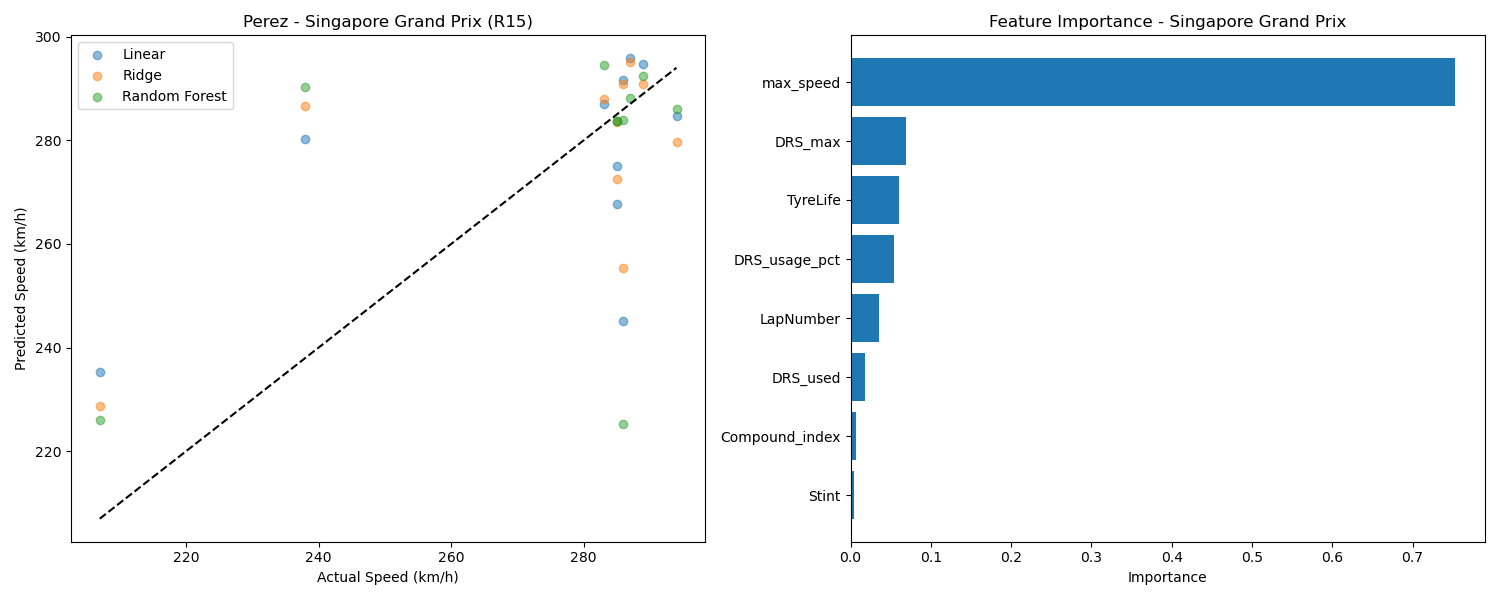 Perez - Singapore Grand Prix (R15)
Linear
Ridge
Random Forest
300
280
260
240
220
Predicted Speed (km/h)
220
240
260
280
Actual Speed (km/h)
Feature Importance - Singapore Grand Prix
max_speed
DRS_max
TyreLife
DRS_usage_pct
LapNumber
DRS_used
Compound_index
Stint
0.0
0.1
0.2
0.3
0.4
0.5
0.6
0.7
Importance